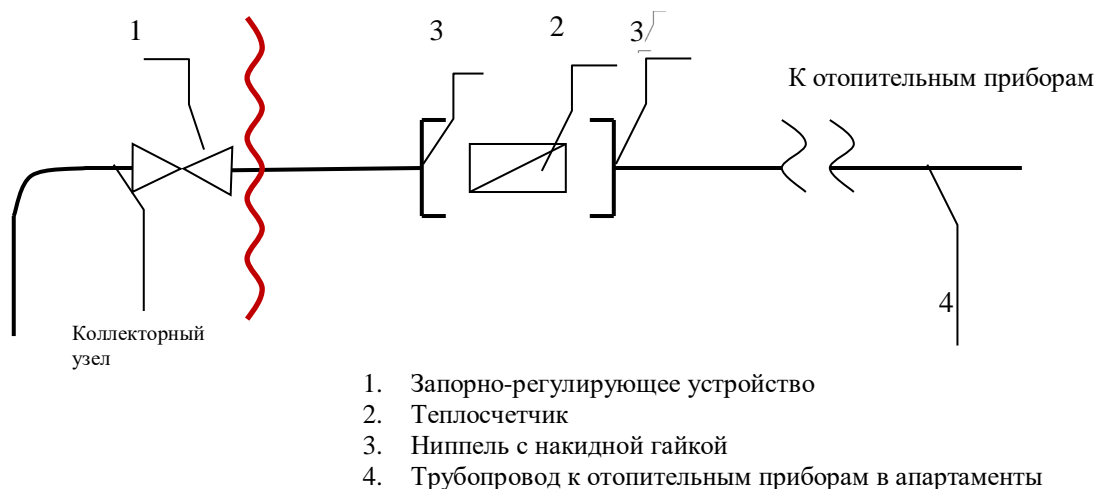 1
3
2
3
К отопительным приборам
4
Коллекторный
узел
1. Запорно-регулирующее устройство
2. Теплосчетчик
3. Ниппель с накидной гайкой
4. Трубопровод к отопительным приборам в апартаменты